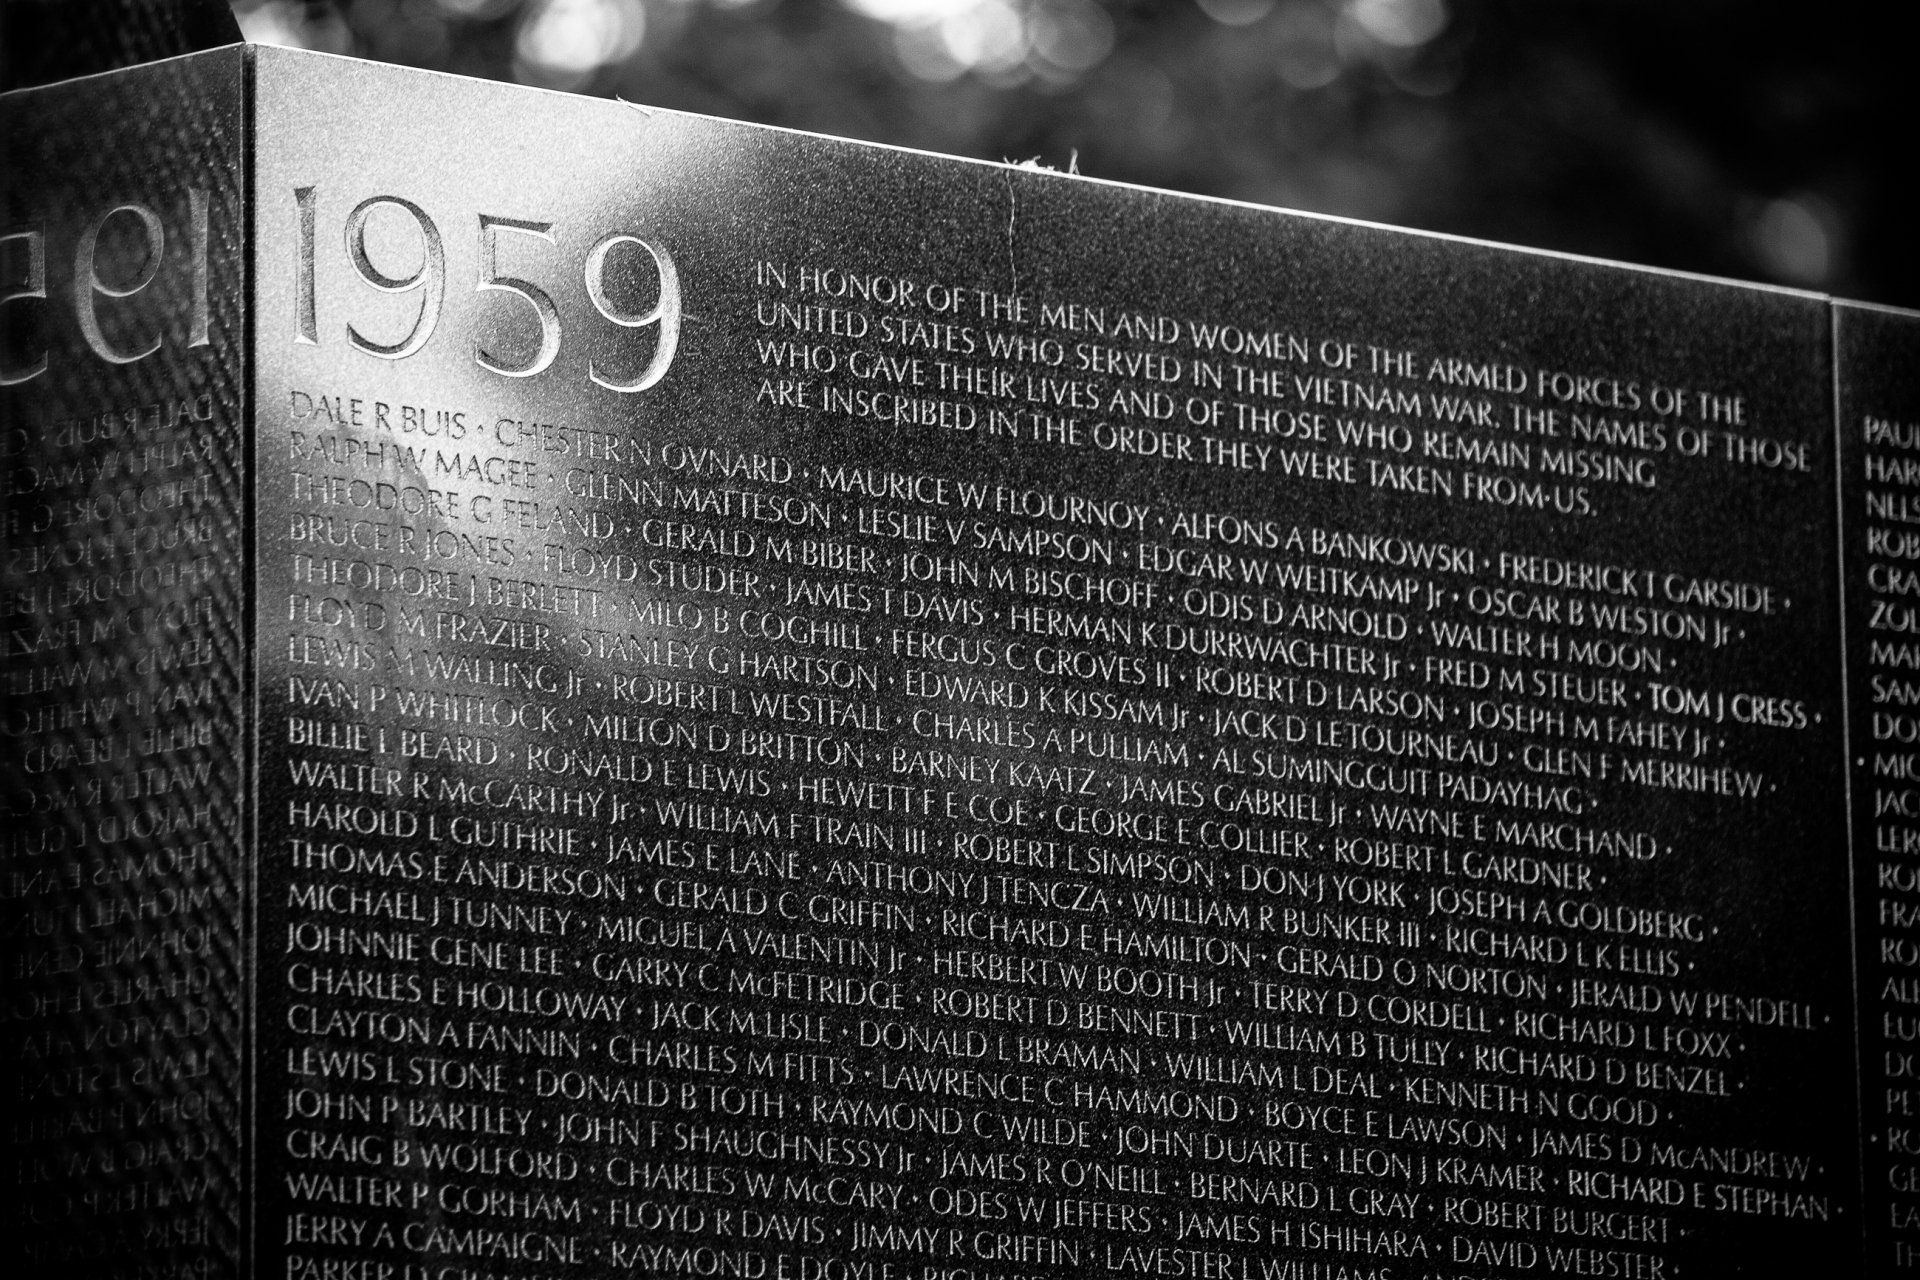 1959
IN HONOR OF THE MEN AND WOMEN OF THE ARMED FORCES OF THE
UNITED STATES WHO SERVED IN THE VIETNAM WAR. THE NAMES OF THOSE
WHO GAVE THEIR LIVES AND OF THOSE WHO REMAIN MISSING
ARE INSCRIBED IN THE ORDER THEY WERE TAKEN FROM US.
DALE R BUIS · CHESTER N OVNARD · MAURICE W FLOURNOY · ALFONS A BANKOWSKI · FREDERICK T GARSIDE ·
RALPH W MAGEE · GLENN MATTESON · LESLIE V SAMPSON · EDGAR W WEITKAMP Jr · OSCAR B WESTON Jr ·
THEODORE G FELAND · GERALD M BIBER · JOHN M BISCHOFF · ODIS D ARNOLD · WALTER H MOON ·
BRUCE R JONES · FLOYD STUDER · JAMES T DAVIS · HERMAN K DURRWACHTER Jr · FRED M STEUER · TOM J CRESS ·
THEODORE J BERLETT · MILO B COGHILL · FERGUS C GROVES II · ROBERT D LARSON · JOSEPH M FAHEY Jr ·
FLOYD M FRAZIER · STANLEY G HARTSON · EDWARD K KISSAM Jr · JACK D LETOURNEAU · GLEN F MERRIHEW ·
LEWIS M WALLING Jr · ROBERT L WESTFALL · CHARLES A PULLIAM · AL SUMINGGUIT PADAYHAG ·
IVAN P WHITLOCK · MILTON D BRITTON · BARNEY KAATZ · JAMES GABRIEL Jr · WAYNE E MARCHAND ·
BILLIE L BEARD · RONALD E LEWIS · HEWETT F E COE · GEORGE E COLLIER · ROBERT L GARDNER ·
WALTER R McCARTHY Jr · WILLIAM F TRAIN III · ROBERT L SIMPSON · DON J YORK · JOSEPH A GOLDBERG ·
HAROLD L GUTHRIE · JAMES E LANE · ANTHONY J TENCZA · WILLIAM R BUNKER III · RICHARD L K ELLIS ·
THOMAS E ANDERSON · GERALD C GRIFFIN · RICHARD E HAMILTON · GERALD O NORTON · JERALD W PENDELL ·
MICHAEL J TUNNEY · MIGUEL A VALENTIN Jr · HERBERT W BOOTH Jr · TERRY D CORDELL · RICHARD L FOXX ·
JOHNNIE GENE LEE · GARRY C McFETRIDGE · ROBERT D BENNETT · WILLIAM B TULLY · RICHARD D BENZEL ·
CHARLES E HOLLOWAY · JACK M LISLE · DONALD L BRAMAN · WILLIAM L DEAL · KENNETH N GOOD ·
CLAYTON A FANNIN · CHARLES M FITTS · LAWRENCE C HAMMOND · BOYCE E LAWSON · JAMES D McANDREW ·
LEWIS L STONE · DONALD B TOTH · RAYMOND C WILDE · JOHN DUARTE · LEON J KRAMER · RICHARD E STEPHAN ·
JOHN P BARTLEY · JOHN F SHAUGHNESSY Jr · JAMES R O'NEILL · BERNARD L GRAY · ROBERT BURGERT ·
CRAIG B WOLFORD · CHARLES W McCARY · ODES W JEFFERS · JAMES H ISHIHARA · DAVID WEBSTER ·
WALTER P GORHAM · FLOYD R DAVIS · JIMMY R GRIFFIN · LAVESTER L WILLIAMS ·
JERRY A CAMPAIGNE · RAYMOND E DOYLE ·
PARKER D